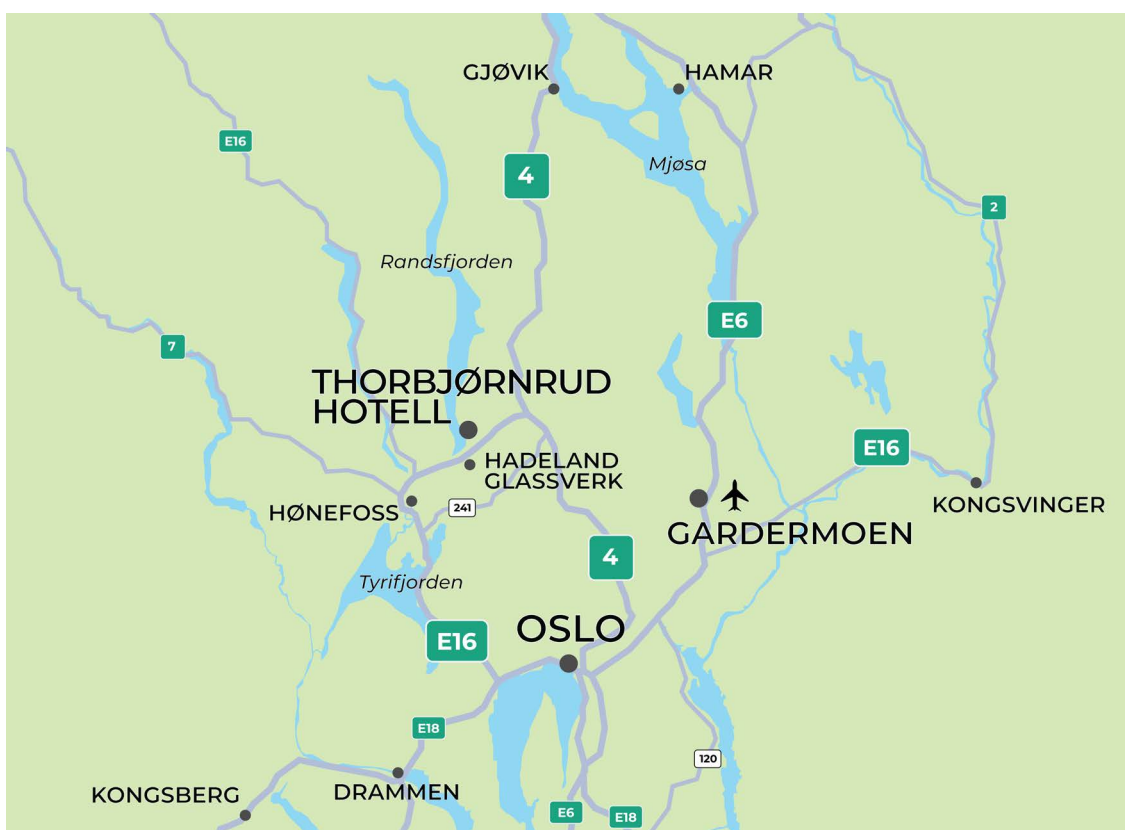 GJØVIK
HAMAR
E16
Mjøsa
4
2
Randsfjorden
E6
7
THORBJØRNRUD
HOTELL
E16
HADELAND
GLASSVERK
241
HØNEFOSS
KONGSVINGER
GARDERMOEN
4
Tyrifjorden
OSLO
E16
E18
120
DRAMMEN
KONGSBERG
E6
E18